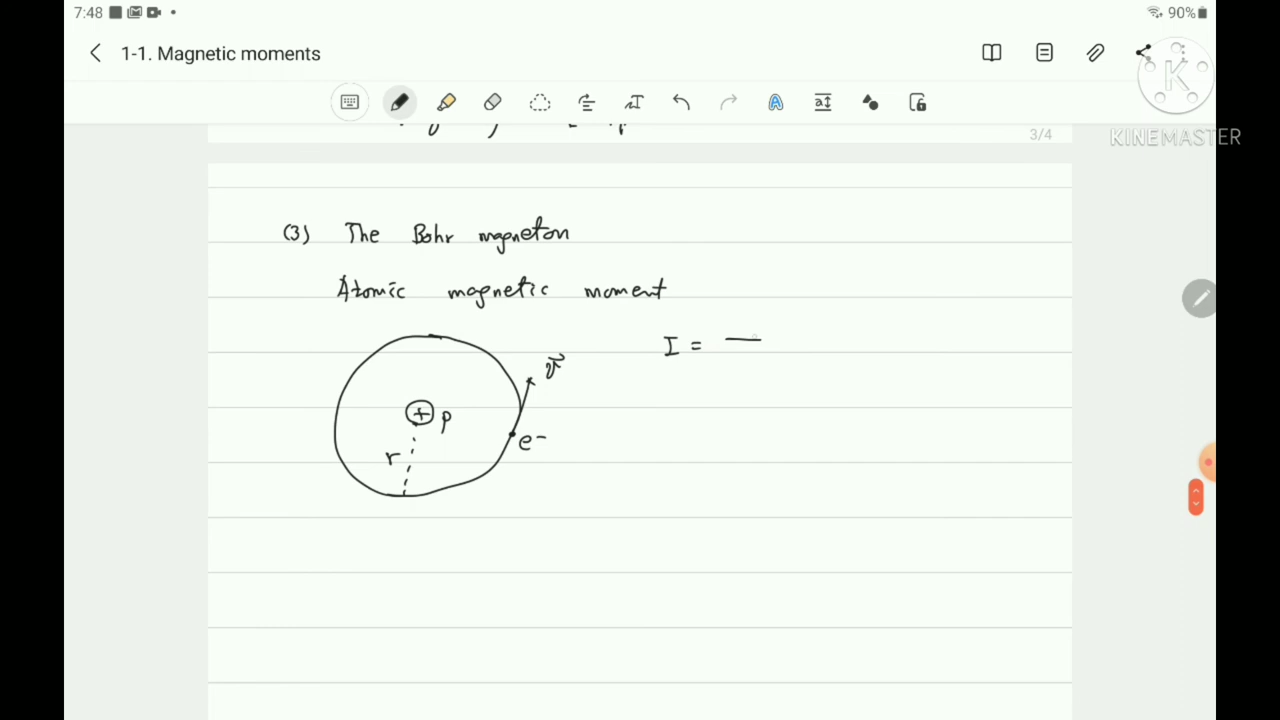 7:48 90%
1-1. Magnetic moments
KINEMASTER
3/4
(3) The Bohr magneton
Atomic magnetic moment
I =
v⃗
+ p
e-
r